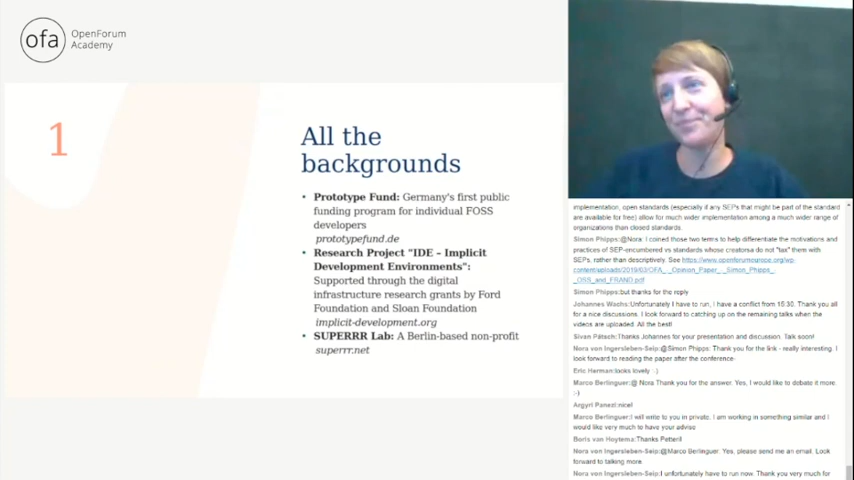 ofa
OpenForum
Academy
1
All the
backgrounds
• Prototype Fund: Germany's first public
funding program for individual FOSS
developers
prototypefund.de
• Research Project "IDE – Implicit
Development Environments":
Supported through the digital
infrastructure research grants by Ford
Foundation and Sloan Foundation
implicit-development.org
• SUPERRR Lab: A Berlin-based non-profit
superrr.net
implementation, open standards (especially if any SEPs that might be part of the standard
are available for free) allow for much wider implementation among a much wider range of
organizations than closed standards.
Simon Phipps:@Nora. I coined those two terms to help differentiate the motivations and
practices of SEP-encumbered vs standards whose creatorsa do not "tax" them with
SEPs, rather than descriptively. See https://www.openforumeurope.org/wp-
content/uploads/2019/03/OFA_-_Opinion_Paper_-_Simon_Phipps_-
_OSS_and_FRAND.pdf
Simon Phipps:but thanks for the reply
Johannes Wachs:Unfortunately I have to run, I have a conflict from 15:30. Thank you all
for a nice discussions. I look forward to catching up on the remaining talks when the
videos are uploaded. All the best!
Sivan Pätsch:Thanks Johannes for your presentation and discussion. Talk soon!
Nora von Ingersleben-Seip:@Simon Phipps: Thank you for the link - really interesting. I
look forward to reading the paper after the conference-
Eric Herman:looks lovely :-)
Marco Berlinguer:@ Nora Thank you for the answer. Yes, I would like to debate it more.
:-)
Argyri Panezi:nice!
Marco Berlinguer:I will write to you in private. I am working in something similar and I
would like very much to have your advise
Boris van Hoytema:Thanks Petteri!
Nora von Ingersleben-Seip:@Marco Berlinguer: Yes, please send me an email. Look
forward to talking more.
Nora von Ingersleben-Seip:I unfortunately have to run now. Thank you very much for